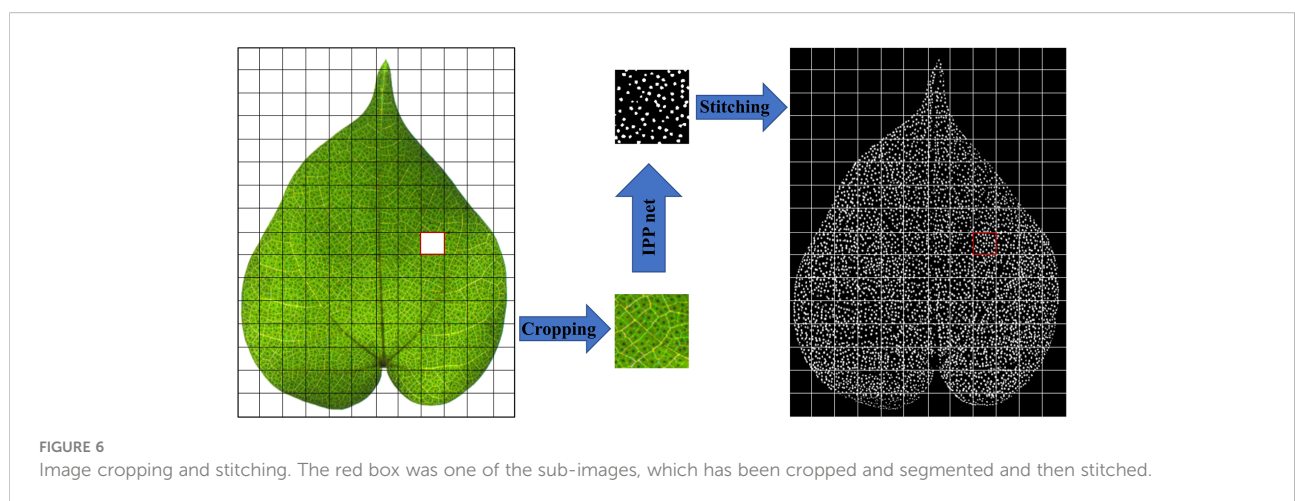 Stitching
IPP net
Cropping
FIGURE 6
Image cropping and stitching. The red box was one of the sub-images, which has been cropped and segmented and then stitched.